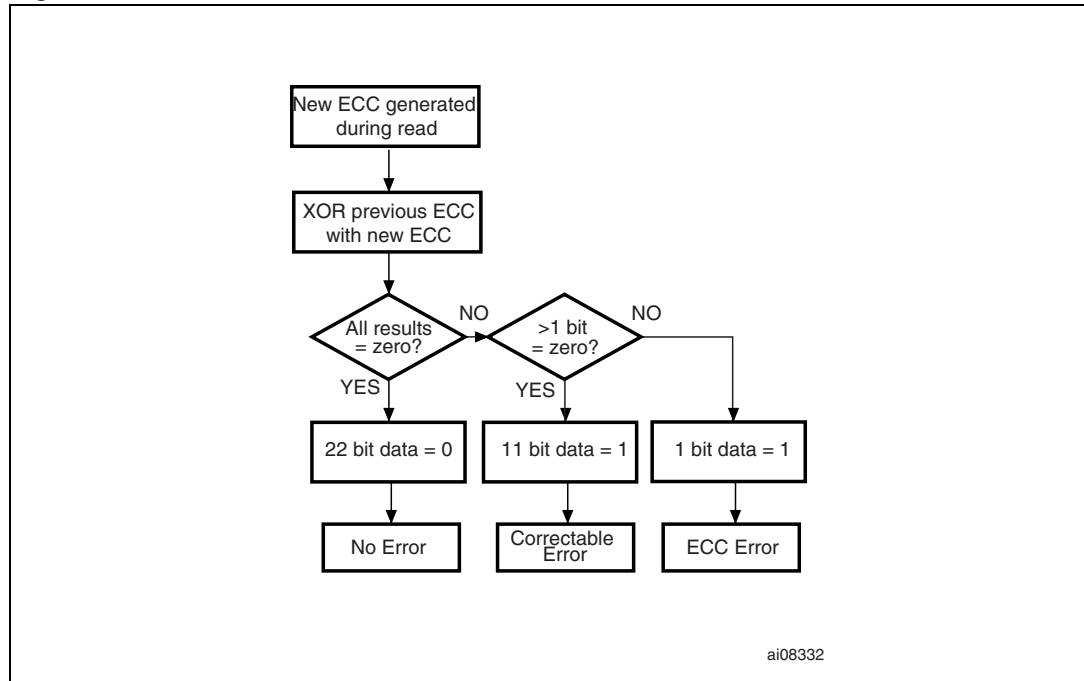 New ECC generated
during read
XOR previous ECC
with new ECC
All results
= zero?
NO
>1 bit
= zero?
NO
YES
YES
22 bit data = 0
11 bit data = 1
1 bit data = 1
No Error
Correctable
Error
ECC Error
ai08332